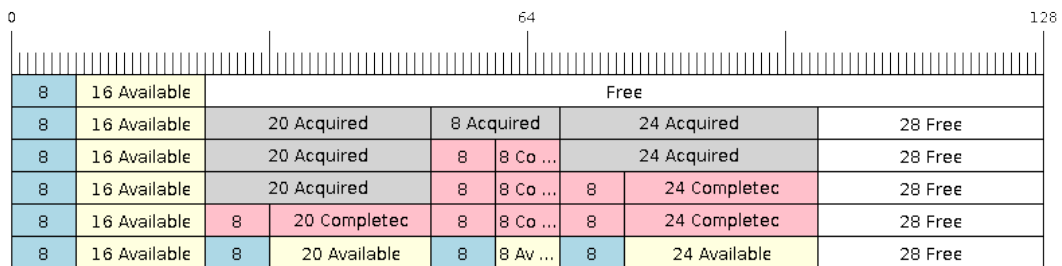 0 64 128
8 16 Available Free
8 16 Available 20 Acquired 8 Acquired 24 Acquired 28 Free
8 16 Available 20 Acquired 8 8 Co ... 24 Acquired 28 Free
8 16 Available 20 Acquired 8 8 Co ... 8 24 Completec 28 Free
8 16 Available 8 20 Completec 8 8 Co ... 8 24 Completec 28 Free
8 16 Available 8 20 Available 8 8 Av ... 8 24 Available 28 Free